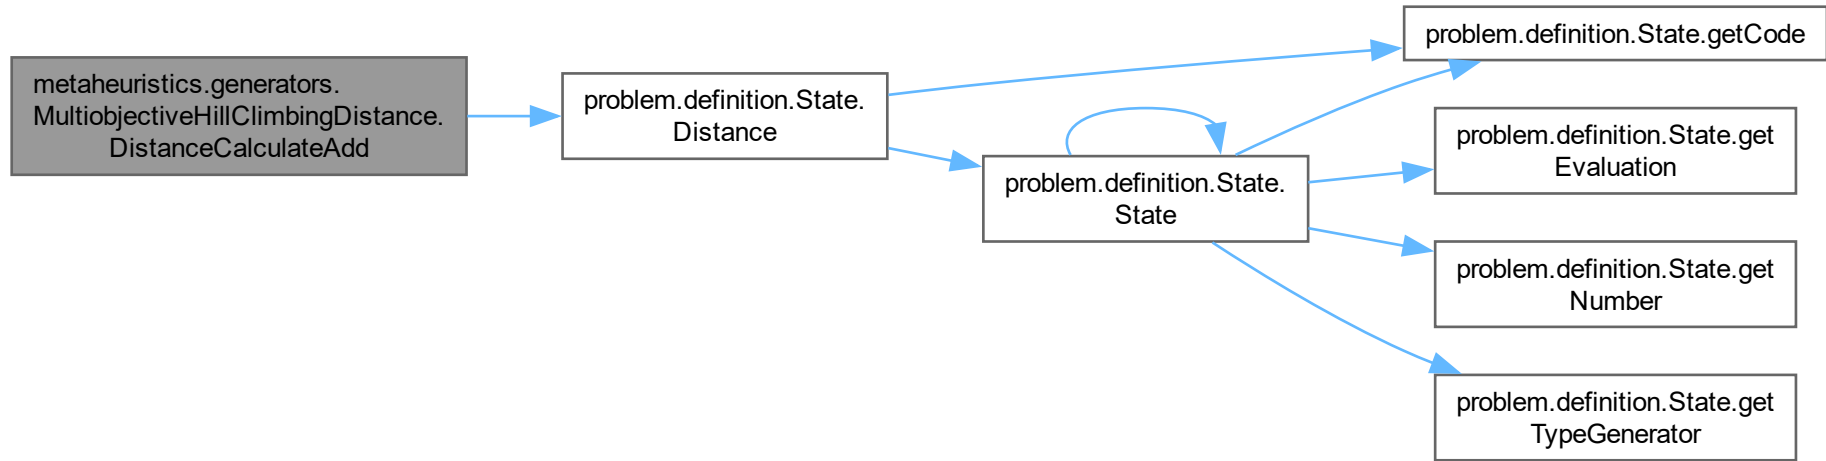 metaheuristics.generators.
MultiobjectiveHillClimbingDistance.
DistanceCalculateAdd
problem.definition.State.
Distance
problem.definition.State.
State
problem.definition.State.getCode
problem.definition.State.get
Evaluation
problem.definition.State.get
Number
problem.definition.State.get
TypeGenerator